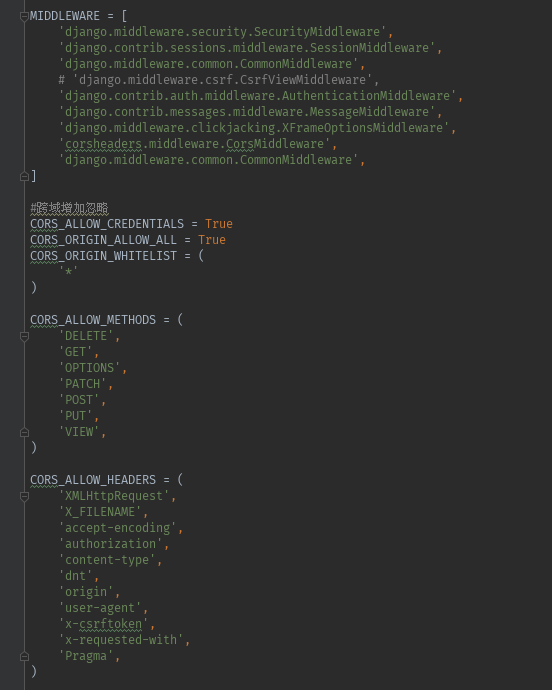 MIDDLEWARE = [
    'django.middleware.security.SecurityMiddleware',
    'django.contrib.sessions.middleware.SessionMiddleware',
    'django.middleware.common.CommonMiddleware',
    # 'django.middleware.csrf.CsrfViewMiddleware',
    'django.contrib.auth.middleware.AuthenticationMiddleware',
    'django.contrib.messages.middleware.MessageMiddleware',
    'django.middleware.clickjacking.XFrameOptionsMiddleware',
    'corsheaders.middleware.CorsMiddleware',
    'django.middleware.common.CommonMiddleware',
]
#跨域增加忽略
CORS_ALLOW_CREDENTIALS = True
CORS_ORIGIN_ALLOW_ALL = True
CORS_ORIGIN_WHITELIST = (
    '*'
)
CORS_ALLOW_METHODS = (
    'DELETE',
    'GET',
    'OPTIONS',
    'PATCH',
    'POST',
    'PUT',
    'VIEW',
)
CORS_ALLOW_HEADERS = (
    'XMLHttpRequest',
    'X_FILENAME',
    'accept-encoding',
    'authorization',
    'content-type',
    'dnt',
    'origin',
    'user-agent',
    'x-csrftoken',
    'x-requested-with',
    'Pragma',
)